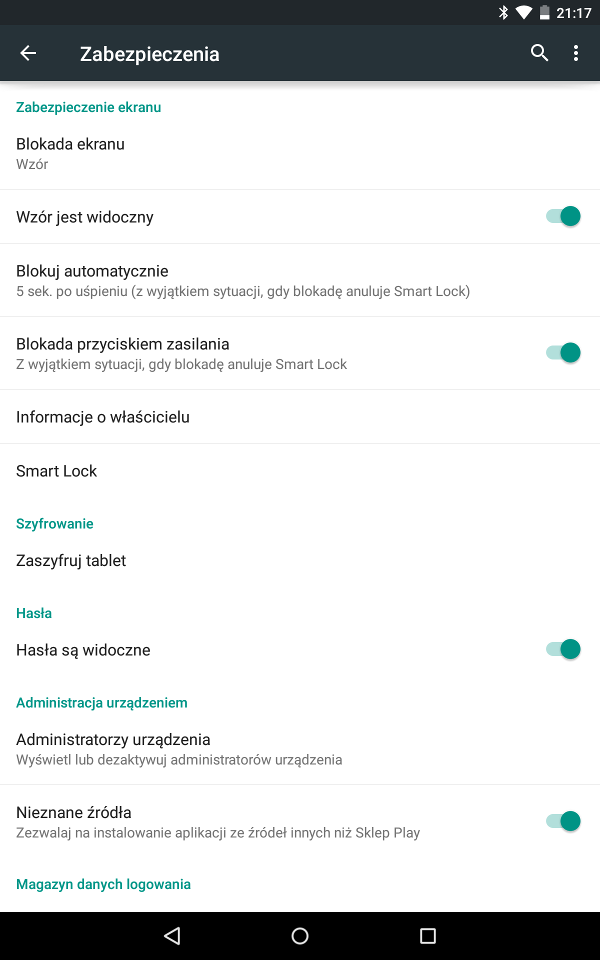 21:17
Zabezpieczenia
Zabezpieczenie ekranu
Blokada ekranu
Wzór
Wzór jest widoczny
Blokuj automatycznie
5 sek. po uśpieniu (z wyjątkiem sytuacji, gdy blokadę anuluje Smart Lock)
Blokada przyciskiem zasilania
Z wyjątkiem sytuacji, gdy blokadę anuluje Smart Lock
Informacje o właścicielu
Smart Lock
Szyfrowanie
Zaszyfruj tablet
Hasła
Hasła są widoczne
Administracja urządzeniem
Administratorzy urządzenia
Wyświetl lub dezaktywuj administratorów urządzenia
Nieznane źródła
Zezwalaj na instalowanie aplikacji ze źródeł innych niż Sklep Play
Magazyn danych logowania